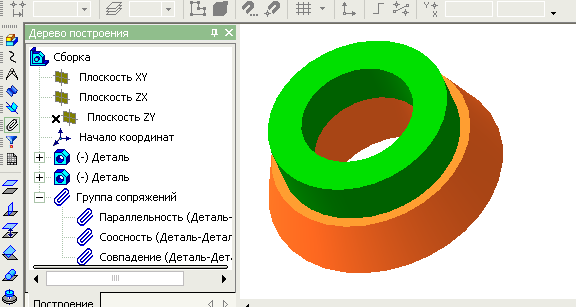 Дерево построения
Сборка
Плоскость XY
Плоскость ZX
Плоскость ZY
Начало координат
(-) Деталь
(-) Деталь
Группа сопряжений
Параллельность (Деталь-
Соосность (Деталь-Детал
Совпадение (Деталь-Дета
Построение